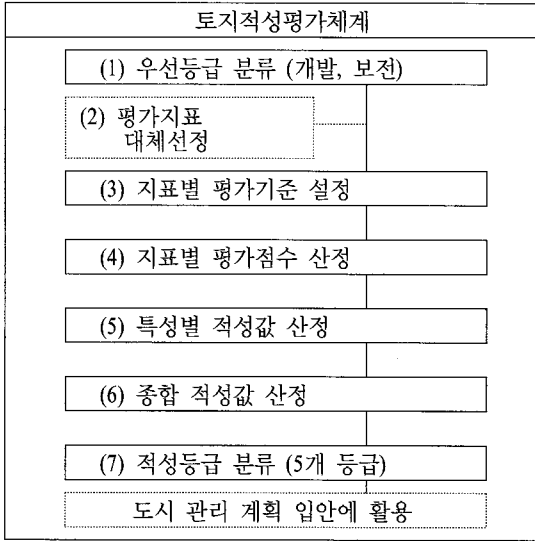 토지적성평가체계
(1) 우선등급 분류 (개발, 보전)
(2) 평가지표
대체선정
(3) 지표별 평가기준 설정
(4) 지표별 평가점수 산정
(5) 특성별 적성값 산정
(6) 종합 적성값 산정
(7) 적성등급 분류 (5개 등급)
도시 관리 계획 입안에 활용